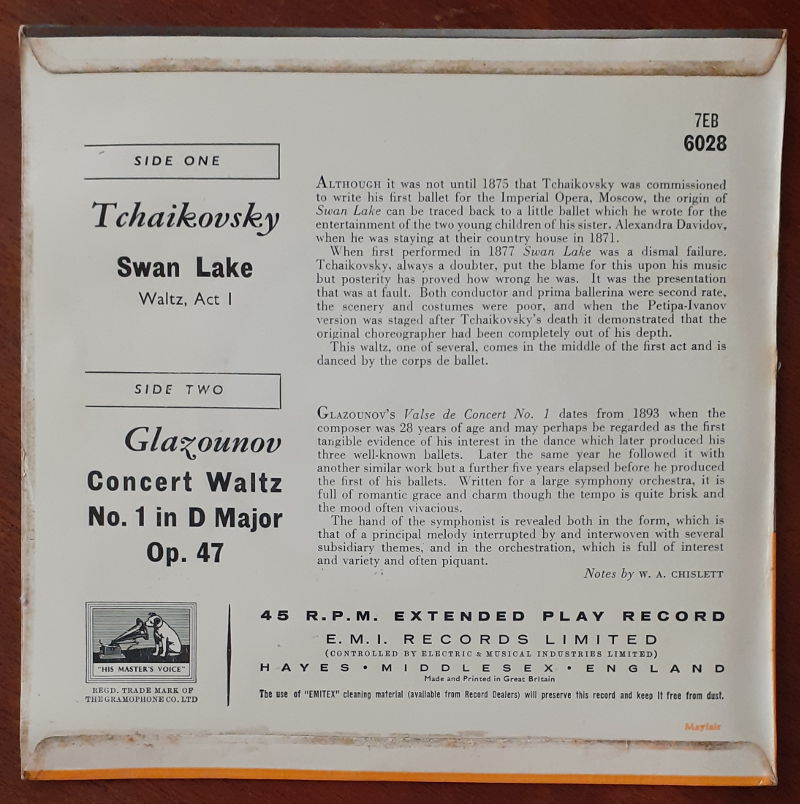 7EB
6028
SIDE ONE
Tchaikovsky
Swan Lake
Waltz, Act I
ALTHOUGH it was not until 1875 that Tchaikovsky was commissioned
to write his first ballet for the Imperial Opera, Moscow, the origin of
Swan Lake can be traced back to a little ballet which he wrote for the
entertainment of the two young children of his sister, Alexandra Davidov,
when he was staying at their country house in 1871.
When first performed in 1877 Swan Lake was a dismal failure.
Tchaikovsky, always a doubter, put the blame for this upon his music
but posterity has proved how wrong he was. It was the presentation
that was at fault. Both conductor and prima ballerina were second rate,
the scenery and costumes were poor, and when the Petipa-Ivanov
version was staged after Tchaikovsky's death it demonstrated that the
original choreographer had been completely out of his depth.
This waltz, one of several, comes in the middle of the first act and is
danced by the corps de ballet.
SIDE TWO
Glazounov
Concert Waltz
No. 1 in D Major
Op. 47
GLAZOUNOV'S Valse de Concert No. 1 dates from 1893 when the
composer was 28 years of age and may perhaps be regarded as the first
tangible evidence of his interest in the dance which later produced his
three well-known ballets. Later the same year he followed it with
another similar work but a further five years elapsed before he produced
the first of his ballets. Written for a large symphony orchestra, it is
full of romantic grace and charm though the tempo is quite brisk and
the mood often vivacious.
The hand of the symphonist is revealed both in the form, which is
that of a principal melody interrupted by and interwoven with several
subsidiary themes, and in the orchestration, which is full of interest
and variety and often piquant.
Notes by W. A. CHISLETT
"HIS MASTER'S VOICE"
REGD. TRADE MARK OF
THE GRAMOPHONE CO. LTD
45 R.P.M. EXTENDED PLAY RECORD
E.M.I. RECORDS LIMITED
(CONTROLLED BY ELECTRIC & MUSICAL INDUSTRIES LIMITED)
HAYES • MIDDLESEX • ENGLAND
Made and Printed in Great Britain
The use of "EMITEX" cleaning material (available from Record Dealers) will preserve this record and keep it free from dust.
Mayfair